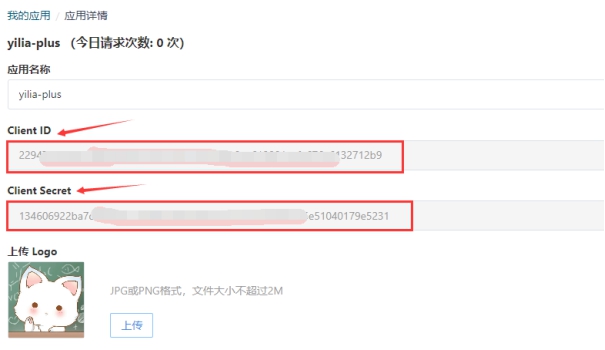 我的应用 / 应用详情
yilia-plus （今日请求次数: 0 次）
应用名称
yilia-plus
Client ID
2294 132712b9
Client Secret
134606922ba7 e51040179e5231
上传 Logo
JPG或PNG格式，文件大小不超过2M
上传